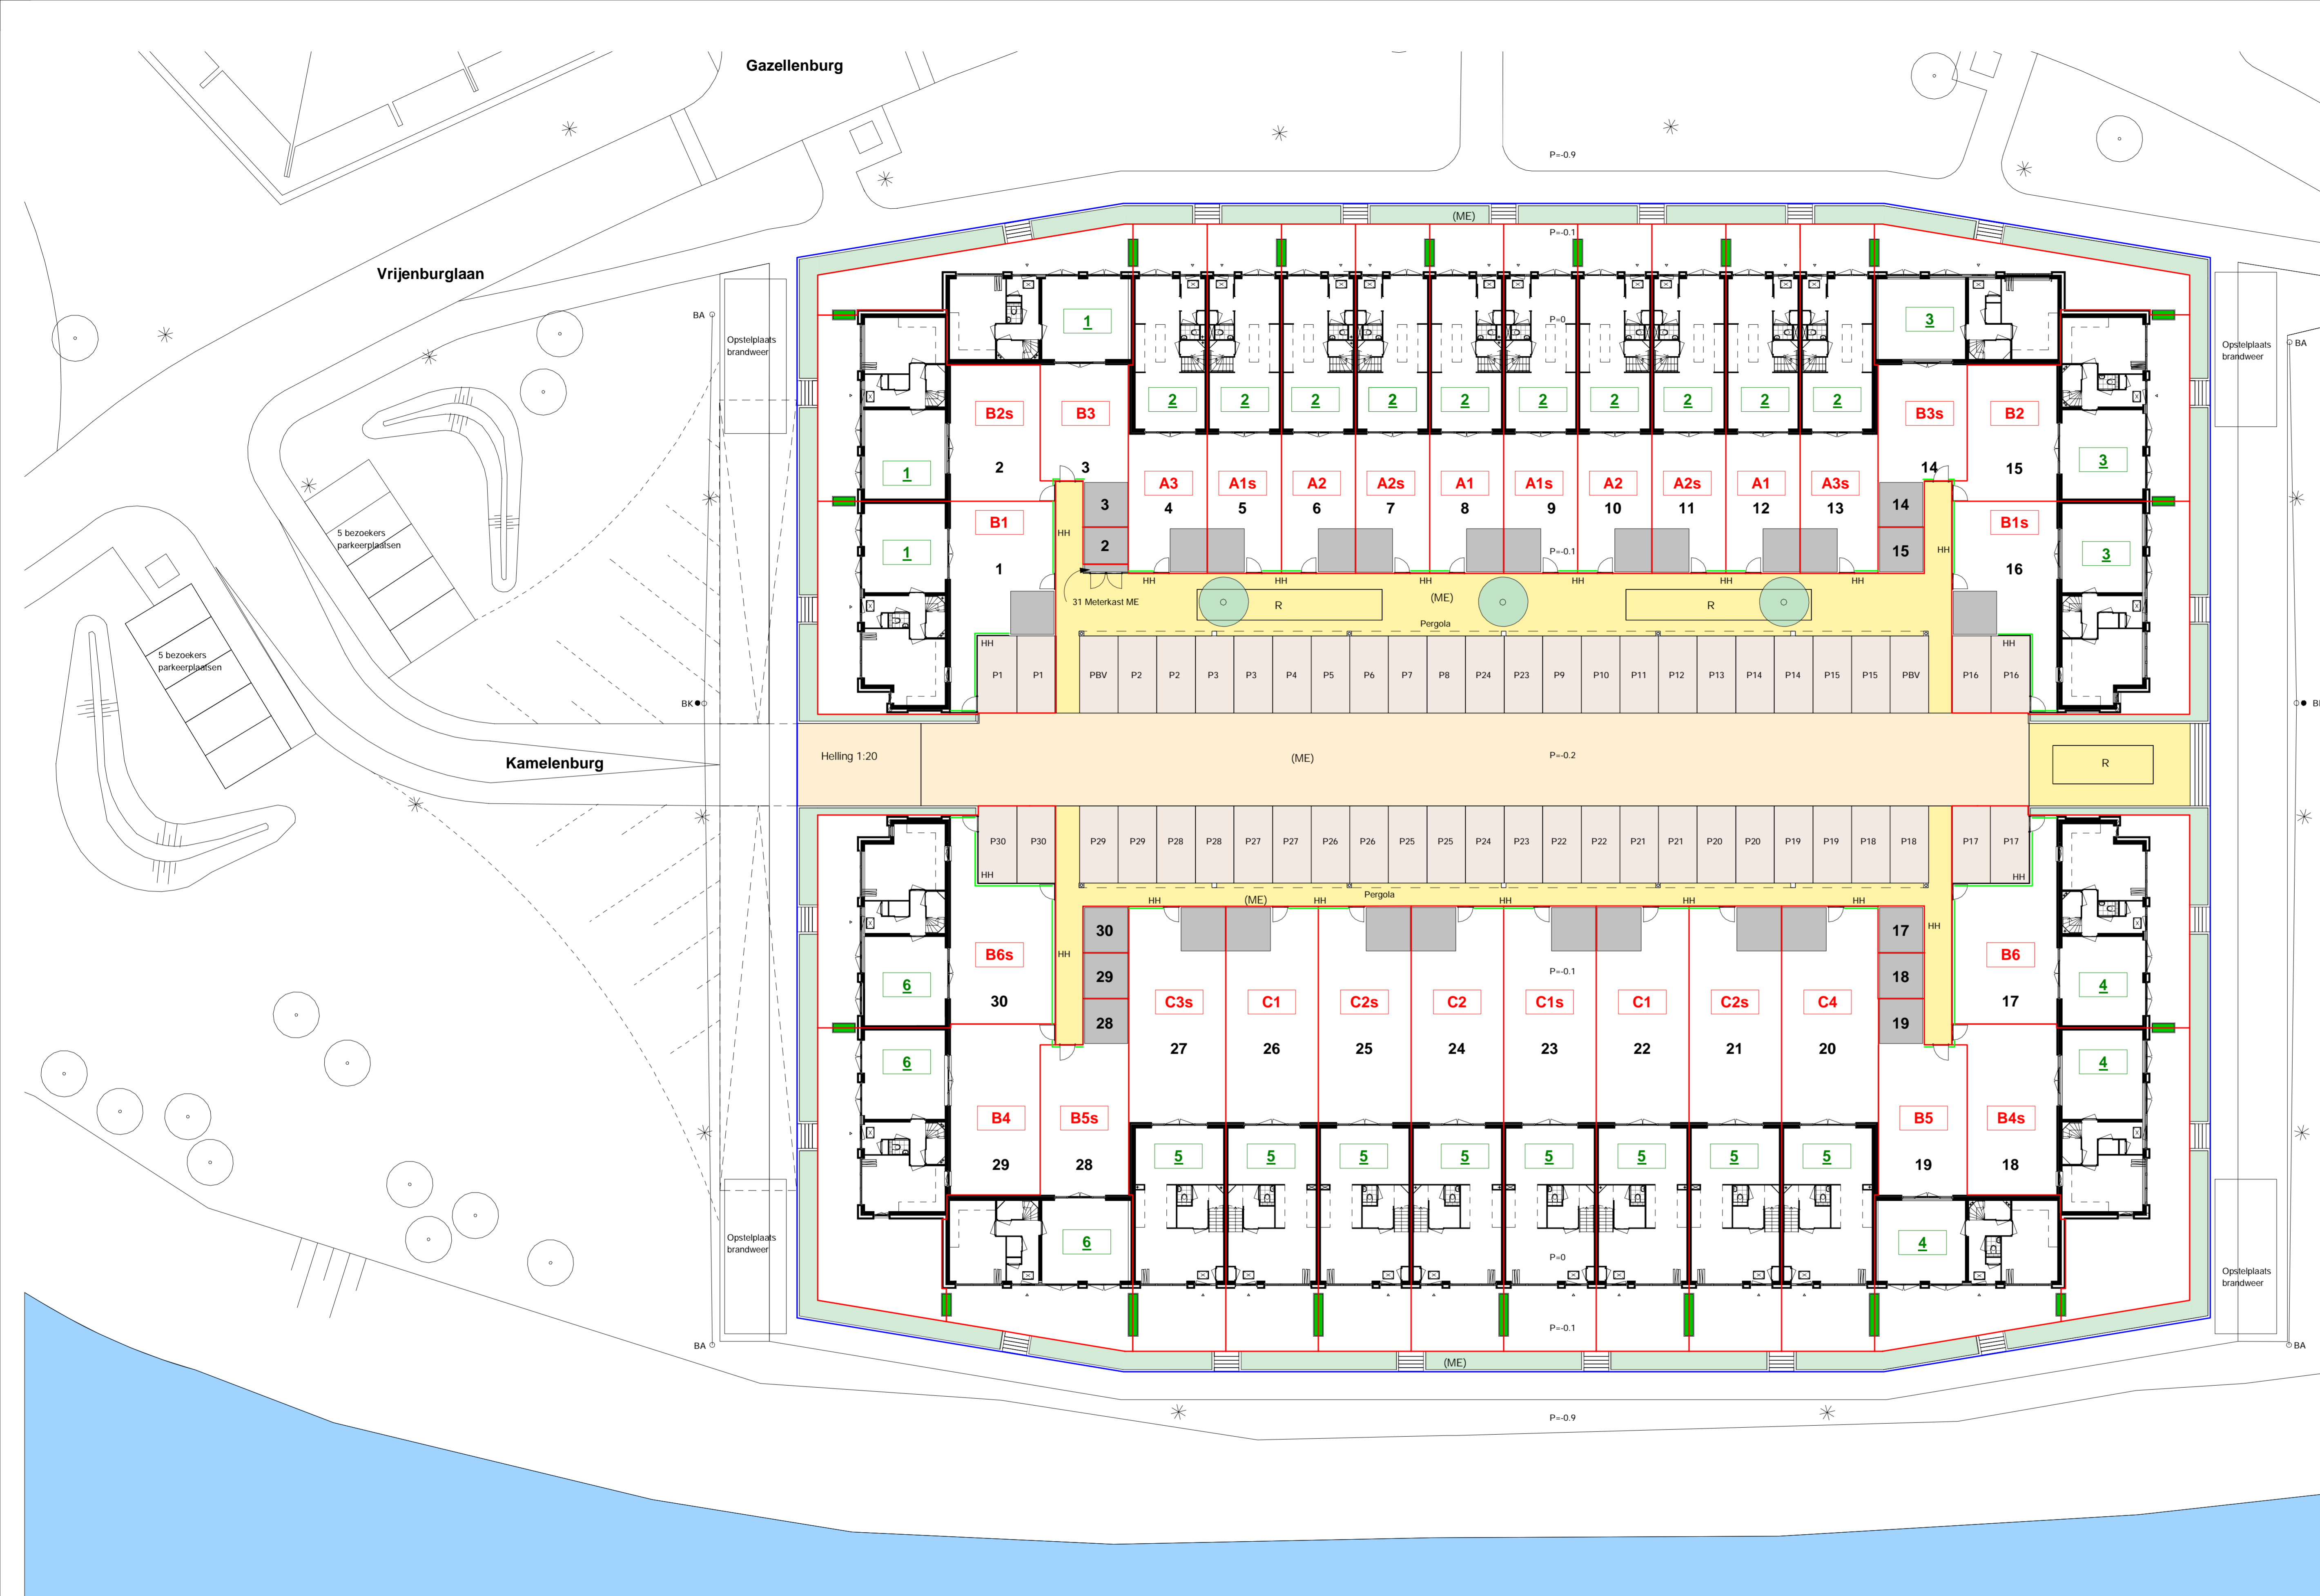 Gazellenburg
P=-0.9
(ME)
P=-0.1
Vrijenburglaan
BA
Opstelplaats
brandweer
1
P=0
3
Opstelplaats
brandweer
BA
2 2 2 2 2 2 2 2 2 2
B2s B3 B3s B2
1 2 3 14 15 3
A3 A1s A2 A2s A1 A1s A2 A2s A1 A3s
3 4 5 6 7 8 9 10 11 12 13 14
B1 B1s
5 bezoekers
parkeerplaatsen
HH 2 P=-0.1 15 HH
1 1 16 3
HH HH HH HH HH HH
31 Meterkast ME
R (ME) R
Pergola
5 bezoekers
parkeerplaatsen
HH HH
P1 P1 PBV P2 P2 P3 P3 P4 P5 P6 P7 P8 P24 P23 P9 P10 P11 P12 P13 P14 P14 P15 P15 PBV P16 P16
BK
Kamelenburg
Helling 1:20
(ME)
P=-0.2
R
P30 P30 P29 P29 P28 P28 P27 P27 P26 P26 P25 P25 P24 P23 P22 P22 P21 P21 P20 P20 P19 P19 P18 P18 P17 P17
HH HH
Pergola
HH (ME) HH HH HH HH
30 17
HH HH
B6s B6
29 P=-0.1 18
6 4
30 C3s C1 C2s C2 C1s C1 C2s C4 17
28 19
27 26 25 24 23 22 21 20
6 4
B4 B5s B5 B4s
29 28 5 5 5 5 5 5 5 5 19 18
Opstelplaats
brandweer
6 4
P=0
Opstelplaats
brandweer
P=-0.1
BA
(ME)
BA
P=-0.9